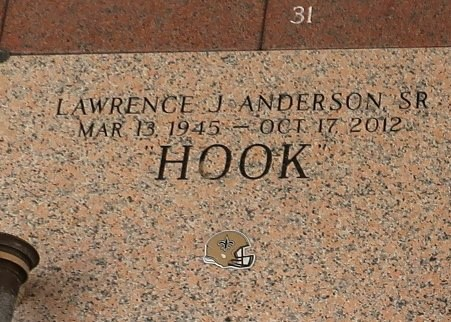 31
LAWRENCE J. ANDERSON, SR
MAR 13, 1945 — OCT 17, 2012
"HOOK"